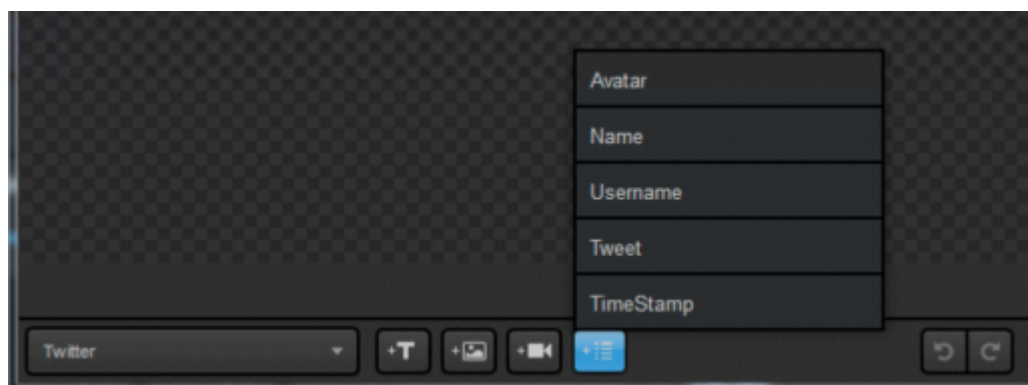 Avatar
Name
Username
Tweet
TimeStamp
Twitter
+T